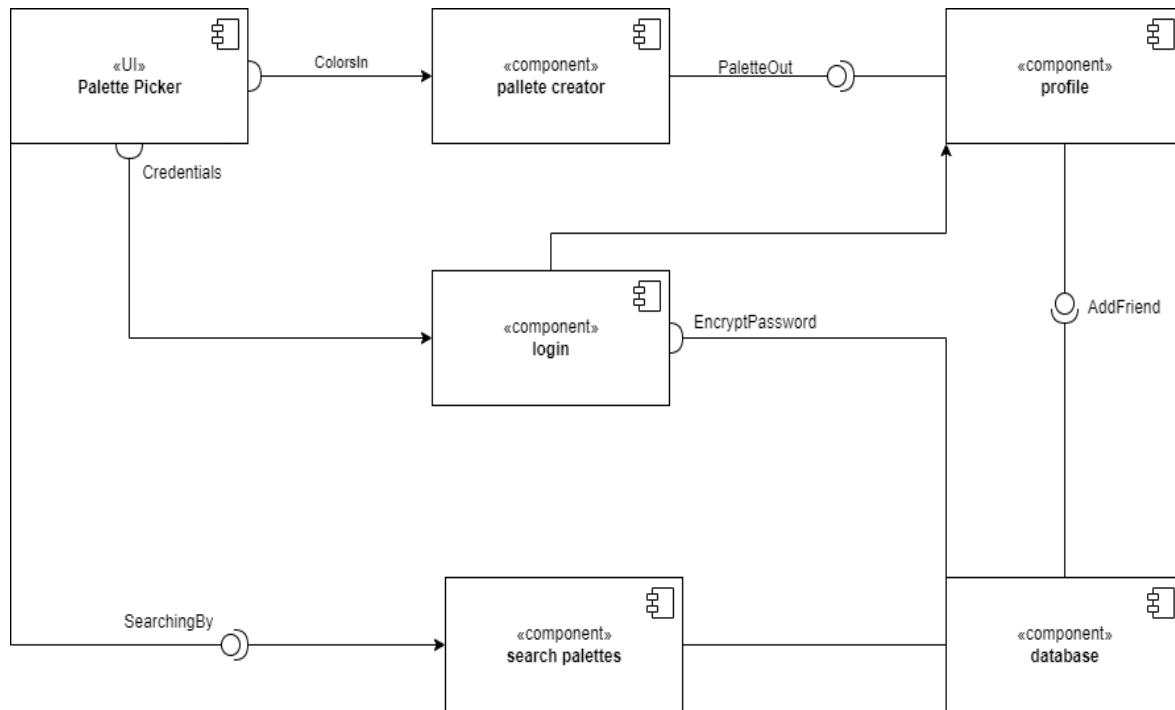 «UI»
Palette Picker
ColorsIn
«component»
pallete creator
PaletteOut
«component»
profile
Credentials
«component»
login
EncryptPassword
AddFriend
SearchingBy
«component»
search palettes
«component»
database